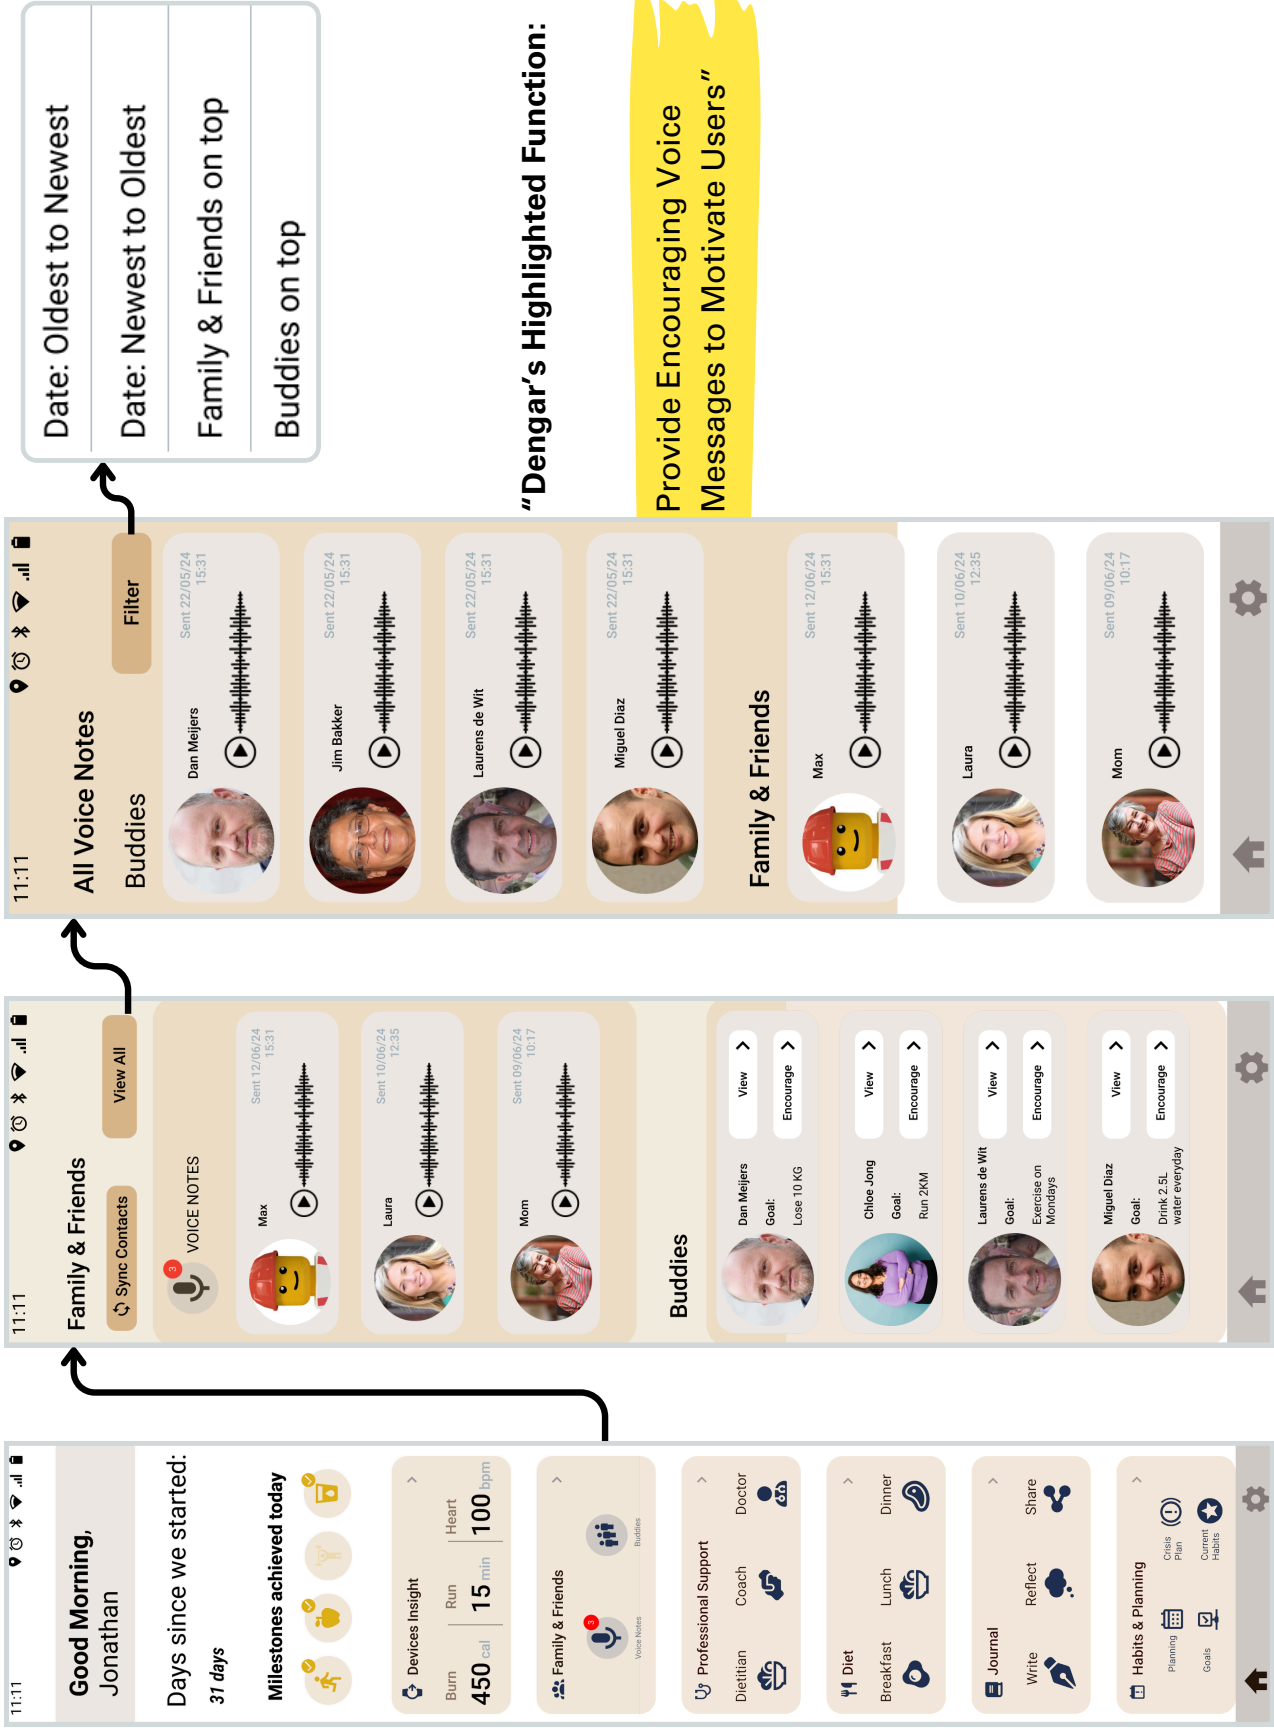 11:11
Good Morning,
Jonathan
Days since we started:
31 days
Milestones achieved today
Devices Insight
Burn
Run
Heart
450 cal
15 min
100 bpm
Family & Friends
3
Voice Notes
Buddies
Professional Support
Dietitian
Coach
Doctor
Diet
Breakfast
Lunch
Dinner
Journal
Write
Reflect
Share
Habits & Planning
Planning
Crisis
Plan
Goals
Current
Habits
11:11
Family & Friends
Sync Contacts
View All
3
VOICE NOTES
Max
Sent 12/06/24
15:31
Laura
Sent 10/06/24
12:35
Mom
Sent 09/06/24
10:17
Buddies
Dan Meijers
Goal:
Lose 10 KG
View
Encourage
Chloe Jong
Goal:
Run 2KM
View
Encourage
Laurens de Wit
Goal:
Exercise on
Mondays
View
Encourage
Miguel Diaz
Goal:
Drink 2.5L
water everyday
View
Encourage
11:11
All Voice Notes
Filter
Buddies
Dan Meijers
Sent 22/05/24
15:31
Jim Bakker
Sent 22/05/24
15:31
Laurens de Wit
Sent 22/05/24
15:31
Miguel Diaz
Sent 22/05/24
15:31
Family & Friends
Max
Sent 12/06/24
15:31
Laura
Sent 10/06/24
12:35
Mom
Sent 09/06/24
10:17
Date: Oldest to Newest
Date: Newest to Oldest
Family & Friends on top
Buddies on top
“Dengar’s Highlighted Function:
Provide Encouraging Voice
Messages to Motivate Users”